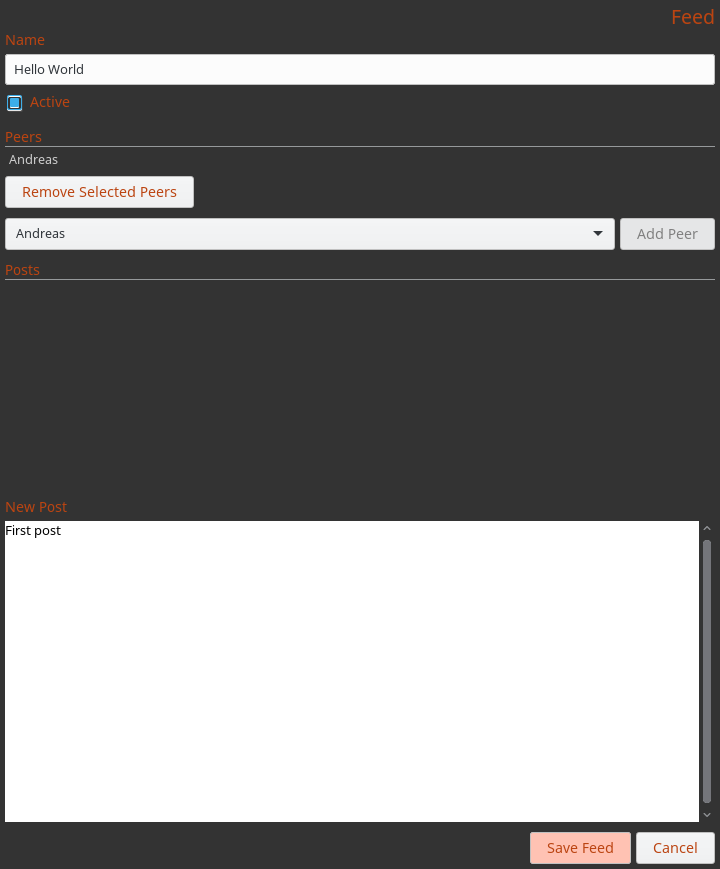 Feed
Name
Hello World
Active
Peers
Andreas
Remove Selected Peers
Andreas
Add Peer
Posts
New Post
First post
Save Feed
Cancel